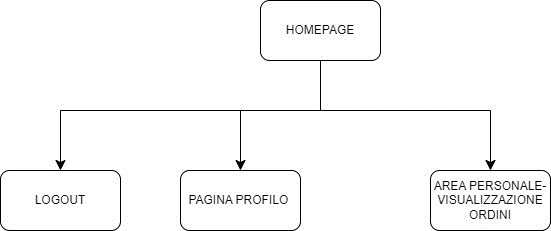 HOMEPAGE
LOGOUT
PAGINA PROFILO
AREA PERSONALE-
VISUALIZZAZIONE
ORDINI